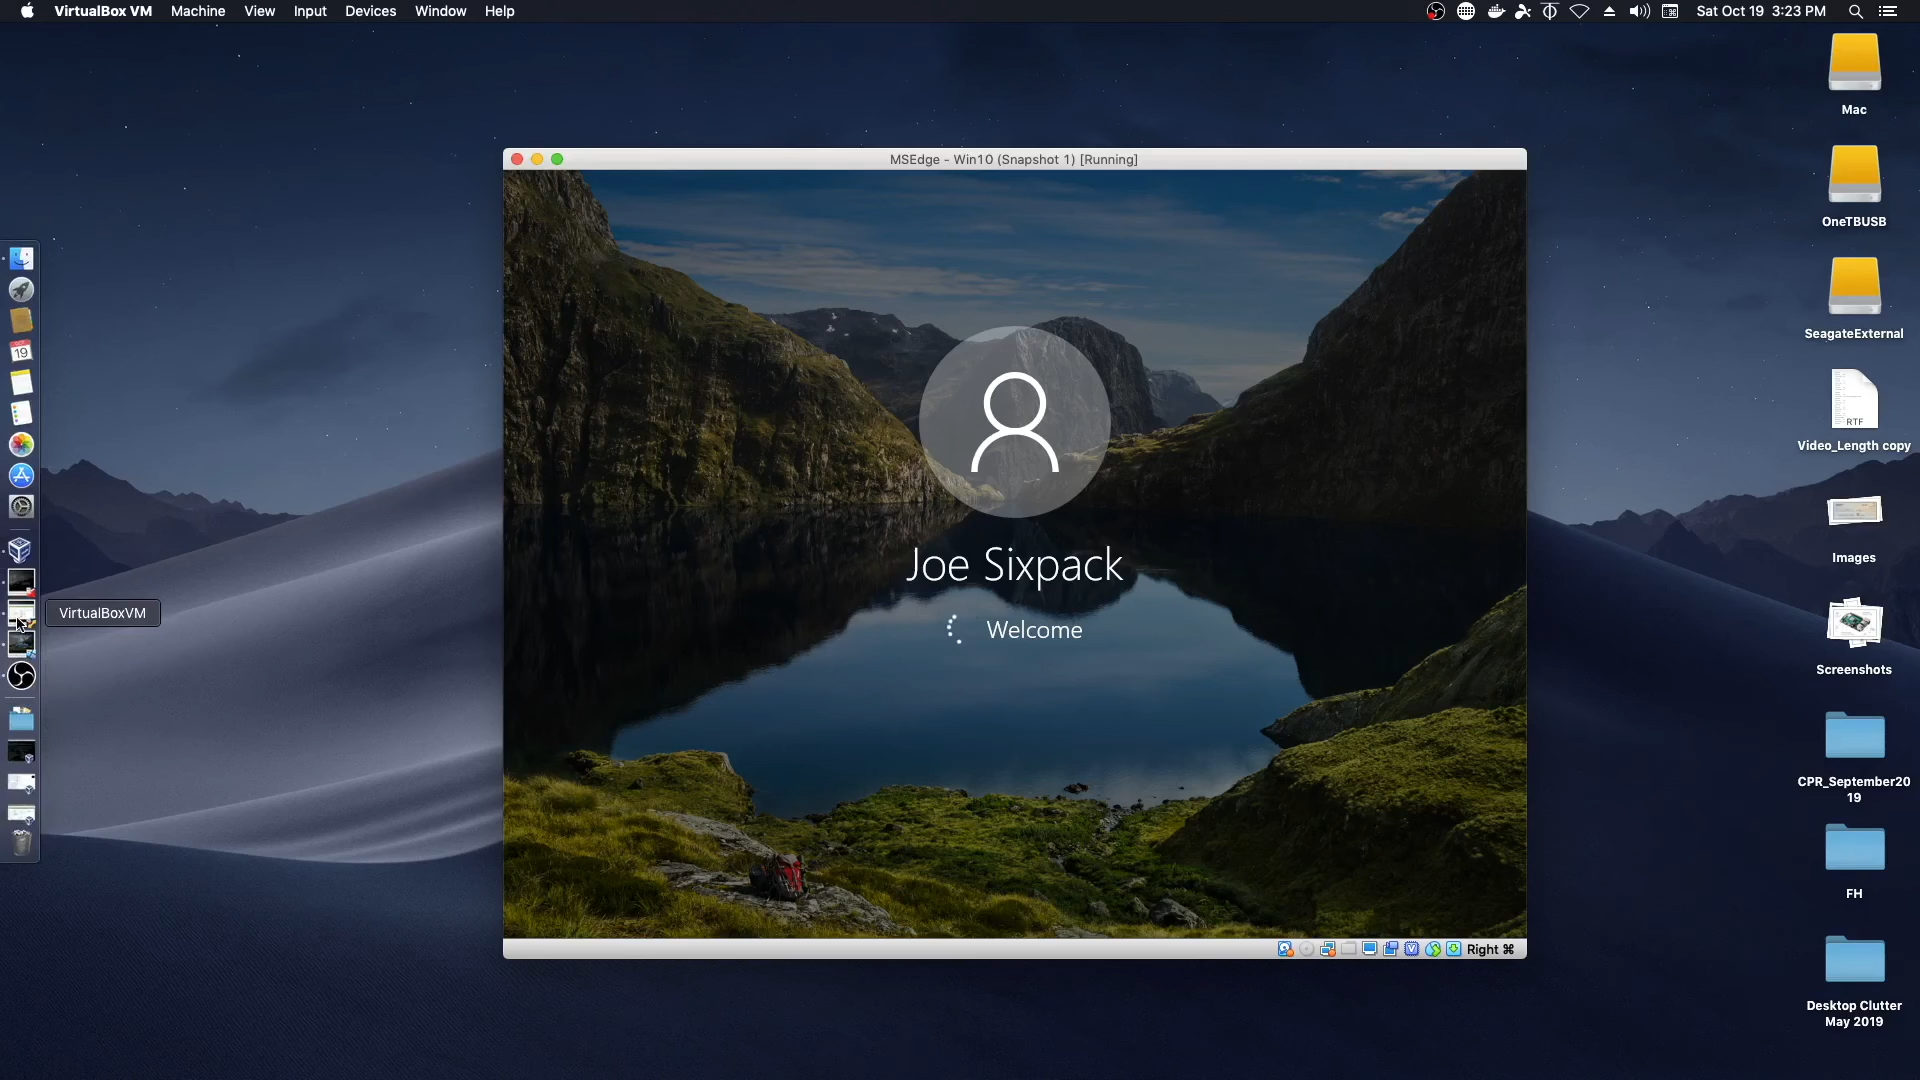 VirtualBox VM Machine View Input Devices Window Help
Sat Oct 19 3:23 PM
Mac
MSEdge - Win10 (Snapshot 1) [Running]
OneTBUSB
SeagateExternal
19
RTF
Video_Length copy
Joe Sixpack
Images
VirtualBoxVM
Welcome
Screenshots
CPR_September20
19
FH
Right ⌘
Desktop Clutter
May 2019